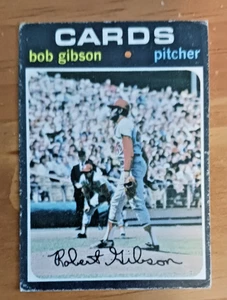 CARDS
bob gibson • pitcher
Robert Gibson